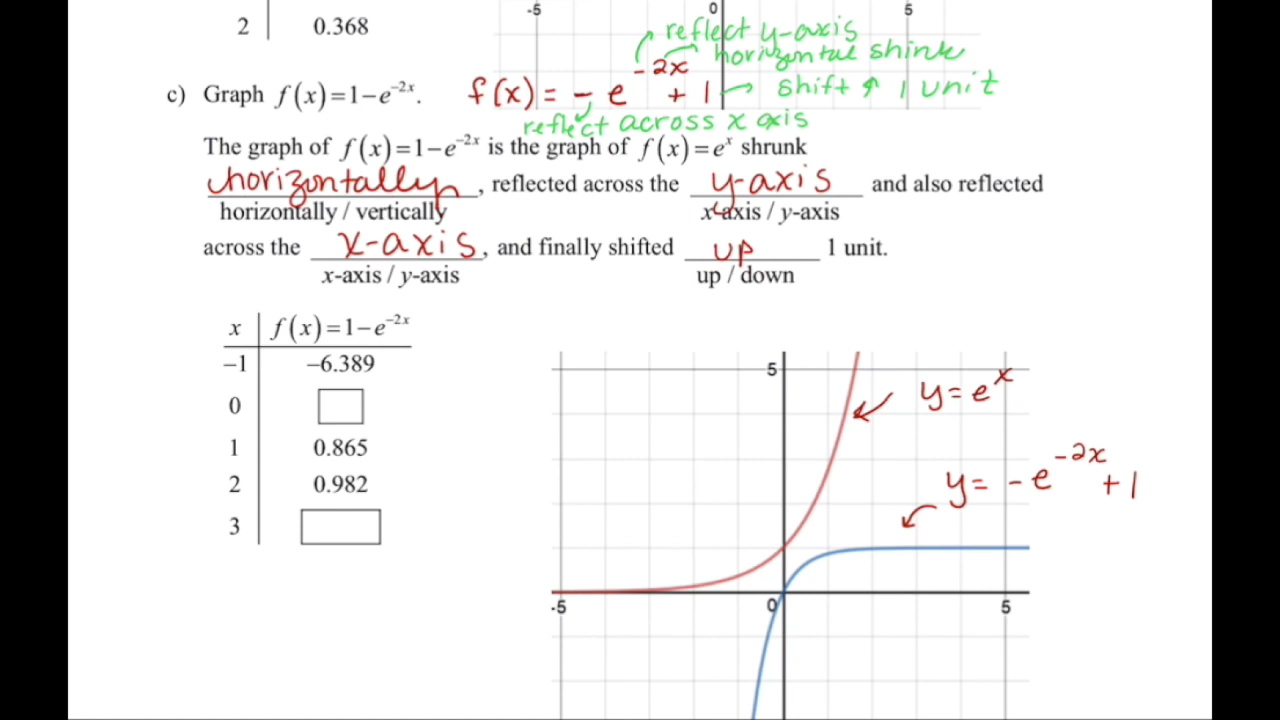 -5 0 5
2 0.368
reflect y-axis
horizontal shink
c) Graph f(x)=1−e⁻²ˣ. f(x) = -e⁻²ˣ + 1 shift ↑ 1 unit
reflect across x axis
The graph of f(x)=1−e⁻²ˣ is the graph of f(x)=eˣ shrunk
horizontally, reflected across the y-axis and also reflected
horizontally / vertically x-axis / y-axis
across the x-axis, and finally shifted up 1 unit.
x-axis / y-axis up / down
x f(x)=1−e⁻²ˣ
−1 −6.389
0
1 0.865
2 0.982
3
5
y = eˣ
y = -e⁻²ˣ + 1
-5 0 5